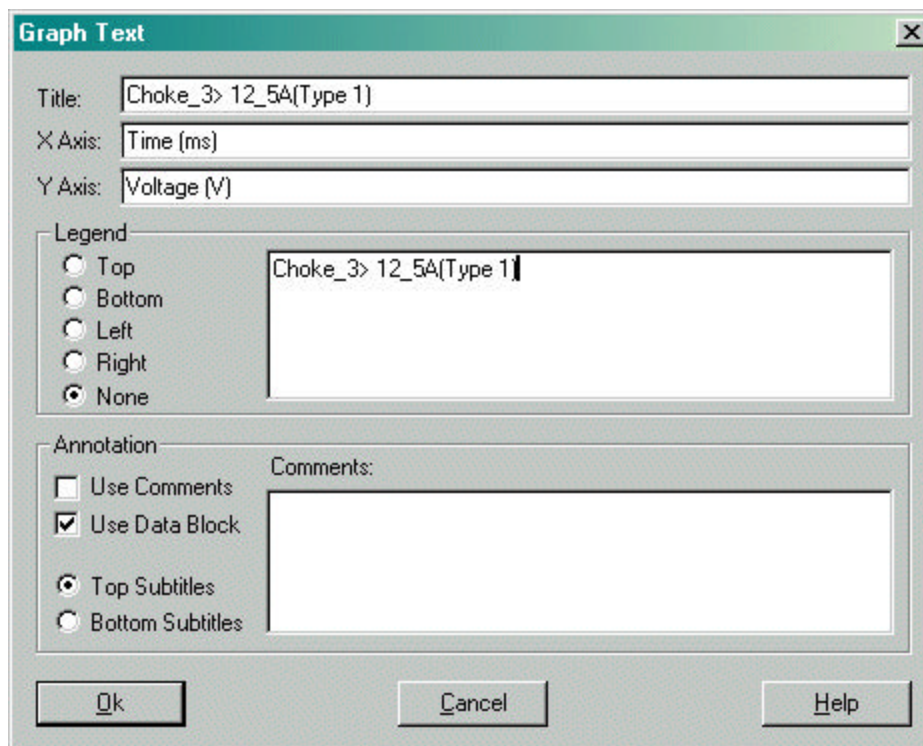 Graph Text
Title: Choke_3> 12_5A(Type 1)
X Axis: Time (ms)
Y Axis: Voltage (V)
Legend
Top
Bottom
Left
Right
None
Choke_3> 12_5A(Type 1)
Annotation
Use Comments
Use Data Block
Top Subtitles
Bottom Subtitles
Comments:
Ok Cancel Help